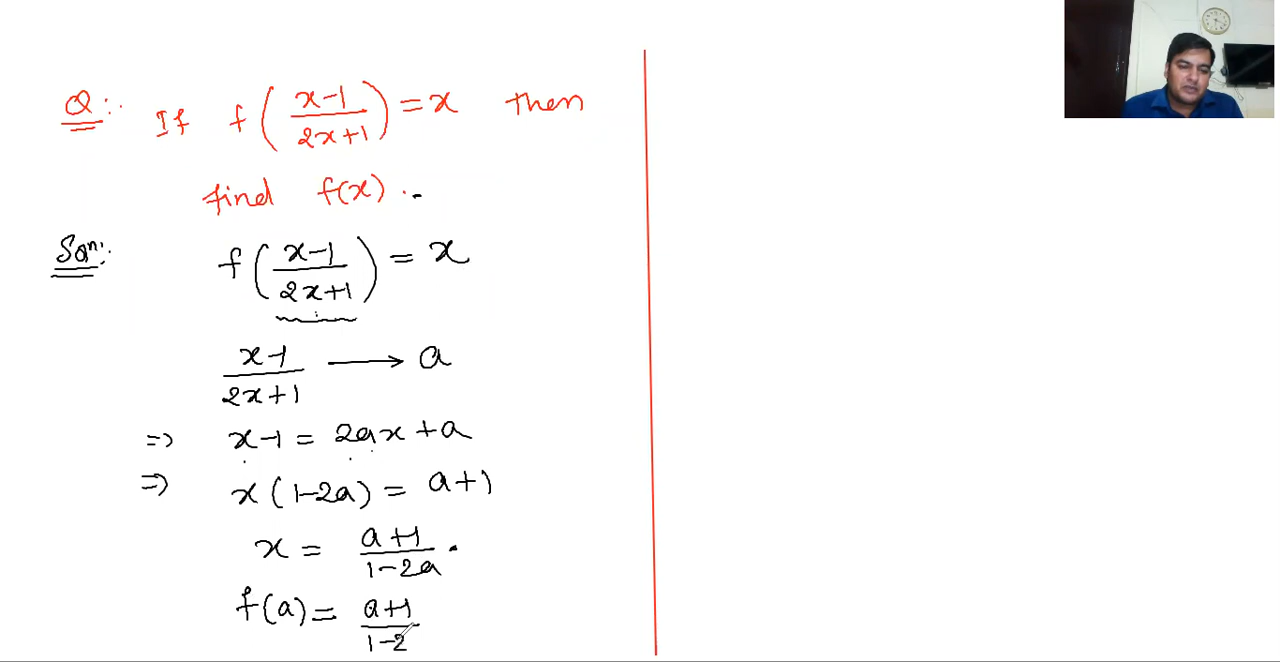 Q:. If f( (x-1)/(2x+1) ) = x then
find f(x).
Soln:. f( (x-1)/(2x+1) ) = x
(x-1)/(2x+1) ⟶ a
=> x-1 = 2ax+a
=> x(1-2a) = a+1
x = (a+1)/(1-2a).
f(a) = (a+1)/(1-2